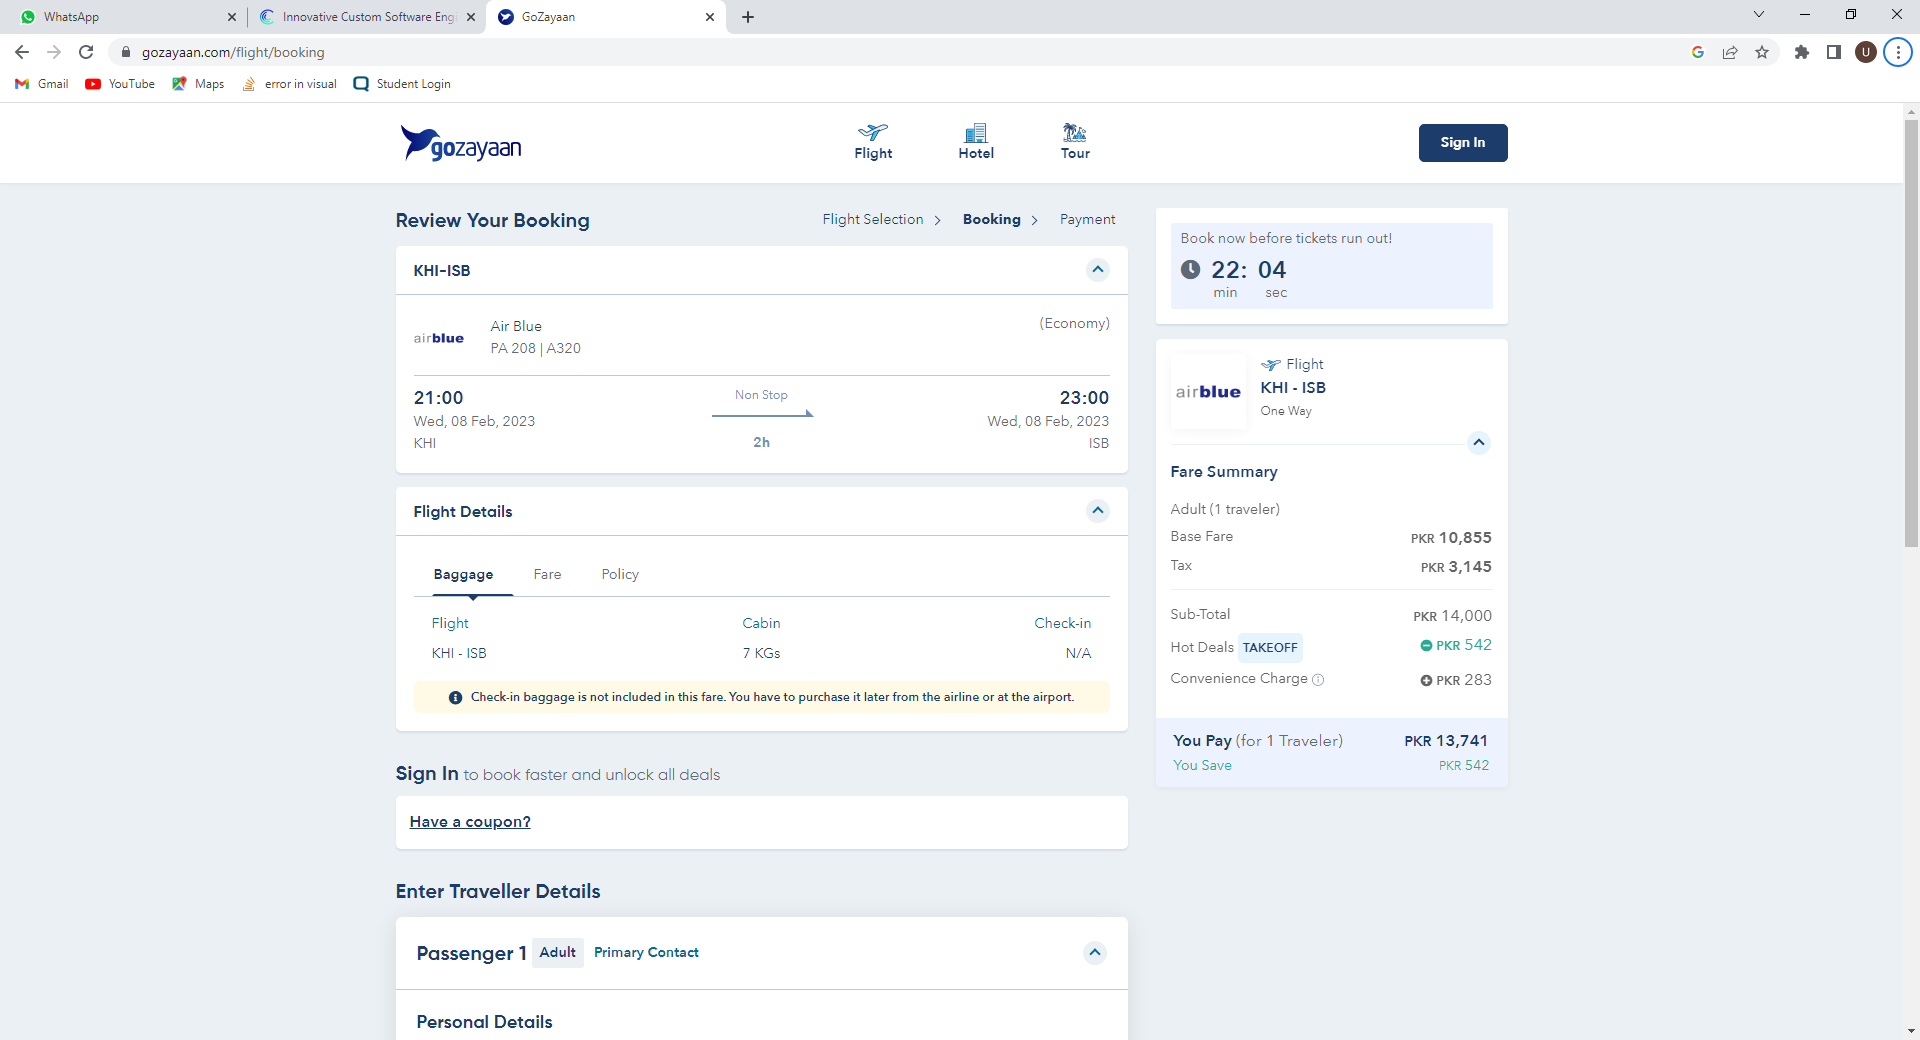 WhatsApp
Innovative Custom Software Eng
GoZayaan
gozayaan.com/flight/booking
U
Gmail
YouTube
Maps
error in visual
Student Login
gozayaan
Flight
Hotel
Tour
Sign In
Review Your Booking
Flight Selection
Booking
Payment
KHI-ISB
airblue
Air Blue
PA 208 | A320
(Economy)
21:00
Wed, 08 Feb, 2023
KHI
Non Stop
2h
23:00
Wed, 08 Feb, 2023
ISB
Flight Details
Baggage
Fare
Policy
Flight
Cabin
Check-in
KHI - ISB
7 KGs
N/A
Check-in baggage is not included in this fare. You have to purchase it later from the airline or at the airport.
Sign In to book faster and unlock all deals
Have a coupon?
Enter Traveller Details
Passenger 1 Adult Primary Contact
Personal Details
Book now before tickets run out!
22: 04
min sec
airblue
Flight
KHI - ISB
One Way
Fare Summary
Adult (1 traveler)
Base Fare PKR 10,855
Tax PKR 3,145
Sub-Total PKR 14,000
Hot Deals TAKEOFF PKR 542
Convenience Charge PKR 283
You Pay (for 1 Traveler) PKR 13,741
You Save PKR 542